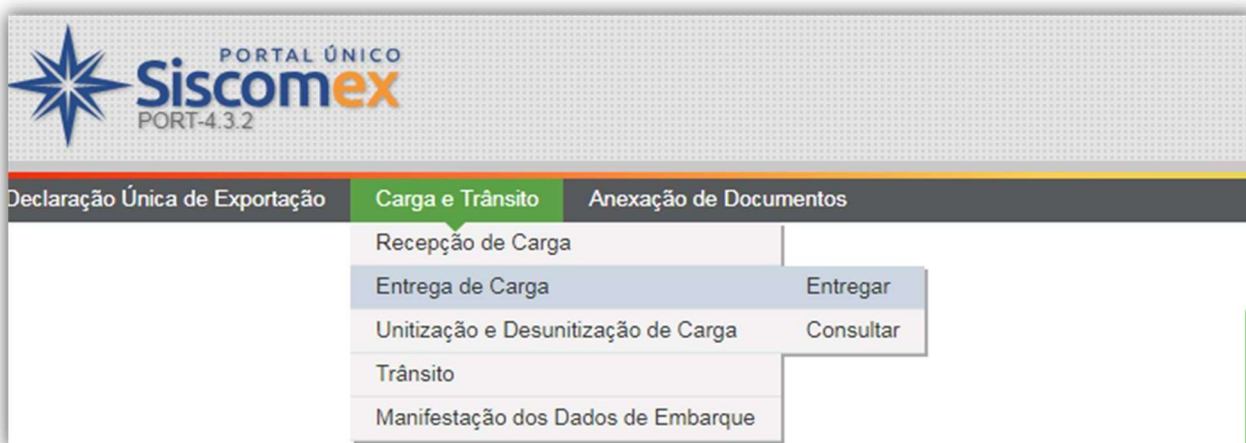 PORTAL ÚNICO
Siscomex
PORT-4.3.2
Declaração Única de Exportação Carga e Trânsito Anexação de Documentos
Recepção de Carga
Entrega de Carga Entregar
Unitização e Desunitização de Carga Consultar
Trânsito
Manifestação dos Dados de Embarque